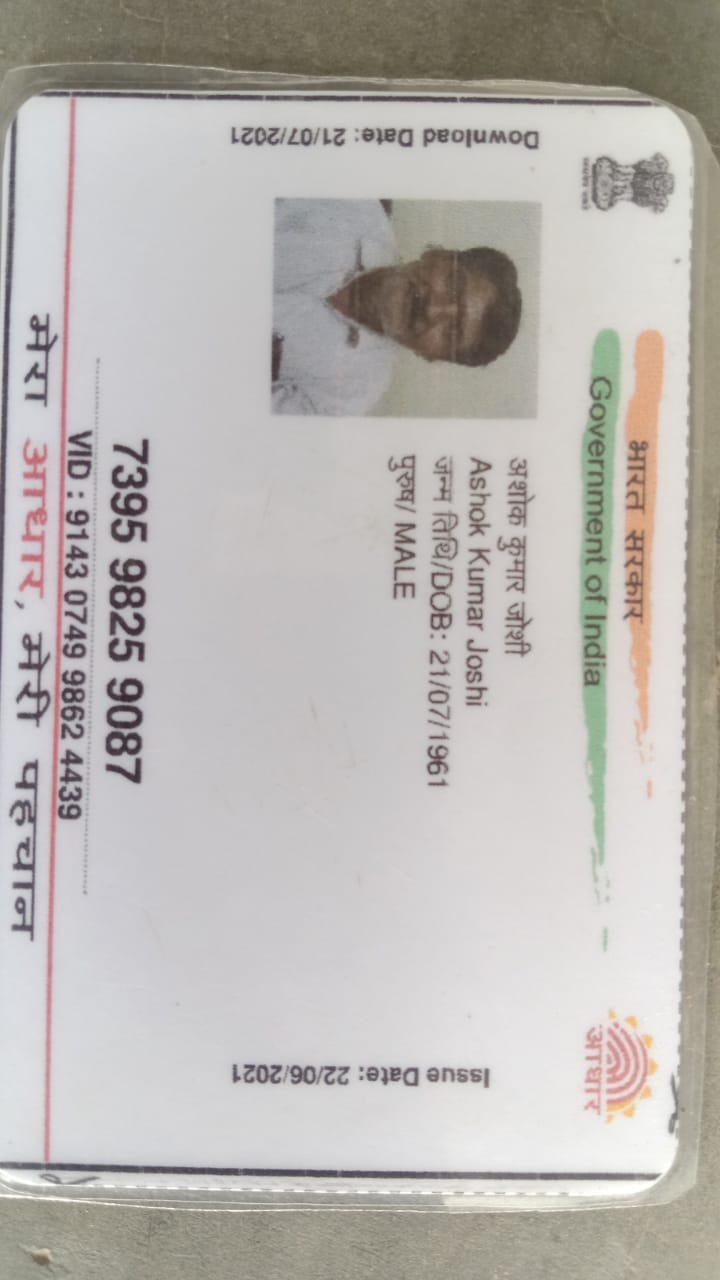 भारत सरकार
Government of India
Download Date: 21/07/2021
अशोक कुमार जोशी
Ashok Kumar Joshi
जन्म तिथि/DOB: 21/07/1961
पुरुष/ MALE
Issue Date: 22/06/2021
आधार
7395 9825 9087
VID : 9143 0749 9862 4439
मेरा आधार, मेरी पहचान